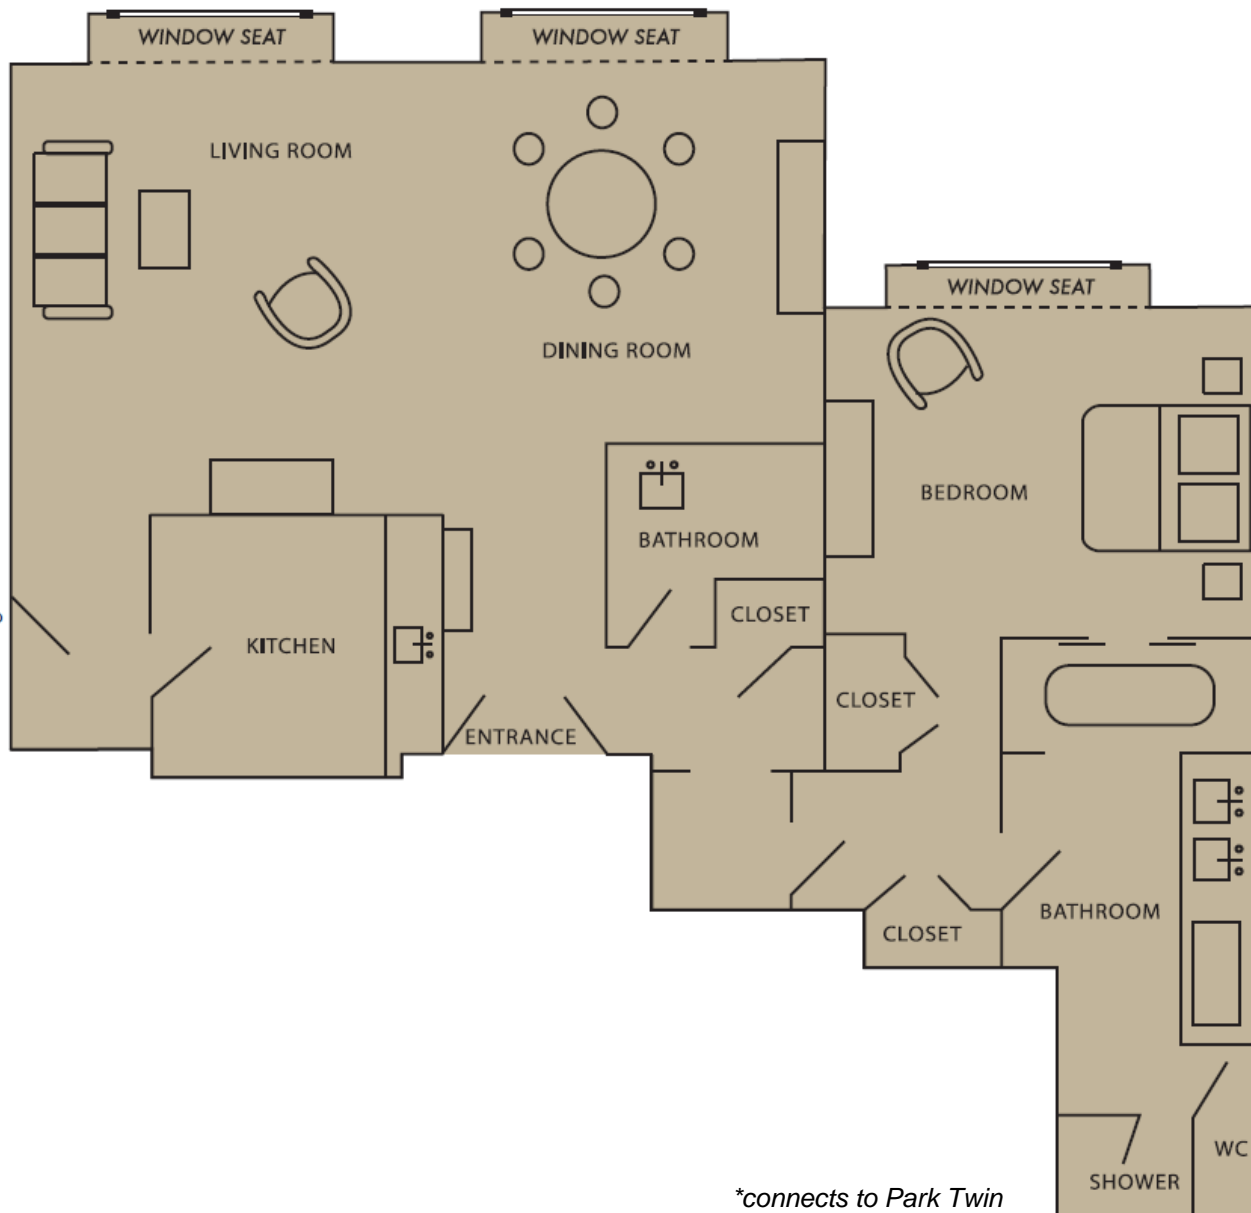 WINDOW SEAT
WINDOW SEAT
LIVING ROOM
WINDOW SEAT
DINING ROOM
BEDROOM
BATHROOM
CLOSET
KITCHEN
CLOSET
ENTRANCE
BATHROOM
CLOSET
WC
SHOWER
*connects to Park Twin